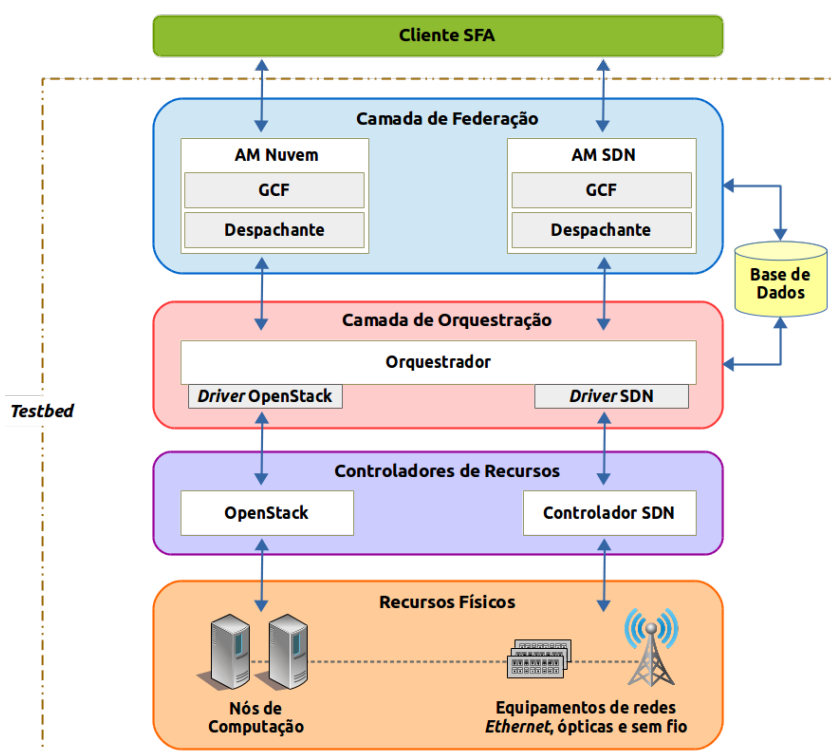 Cliente SFA
Camada de Federação
AM Nuvem
GCF
Despachante
AM SDN
GCF
Despachante
Base de
Dados
Camada de Orquestração
Orquestrador
Driver OpenStack
Driver SDN
Testbed
Controladores de Recursos
OpenStack
Controlador SDN
Recursos Físicos
Nós de
Computação
Equipamentos de redes
Ethernet, ópticas e sem fio